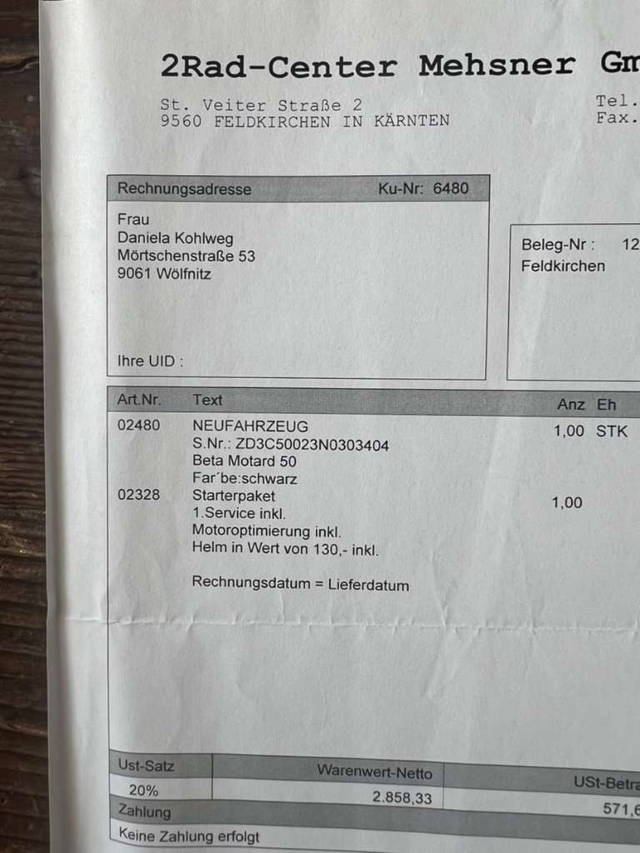 2Rad-Center Mehsner Gm
St. Veiter Straße 2
9560 FELDKIRCHEN IN KÄRNTEN
Tel.
Fax.
Rechnungsadresse Ku-Nr: 6480
Frau
Daniela Kohlweg
Mörtschenstraße 53
9061 Wölfnitz
Ihre UID :
Beleg-Nr : 12
Feldkirchen
Art.Nr. Text Anz Eh
02480 NEUFAHRZEUG 1,00 STK
S.Nr.: ZD3C50023N0303404
Beta Motard 50
Far´be:schwarz
02328 Starterpaket 1,00
1.Service inkl.
Motoroptimierung inkl.
Helm in Wert von 130,- inkl.
Rechnungsdatum = Lieferdatum
Ust-Satz Warenwert-Netto USt-Betra
20% 2.858,33 571,6
Zahlung
Keine Zahlung erfolgt